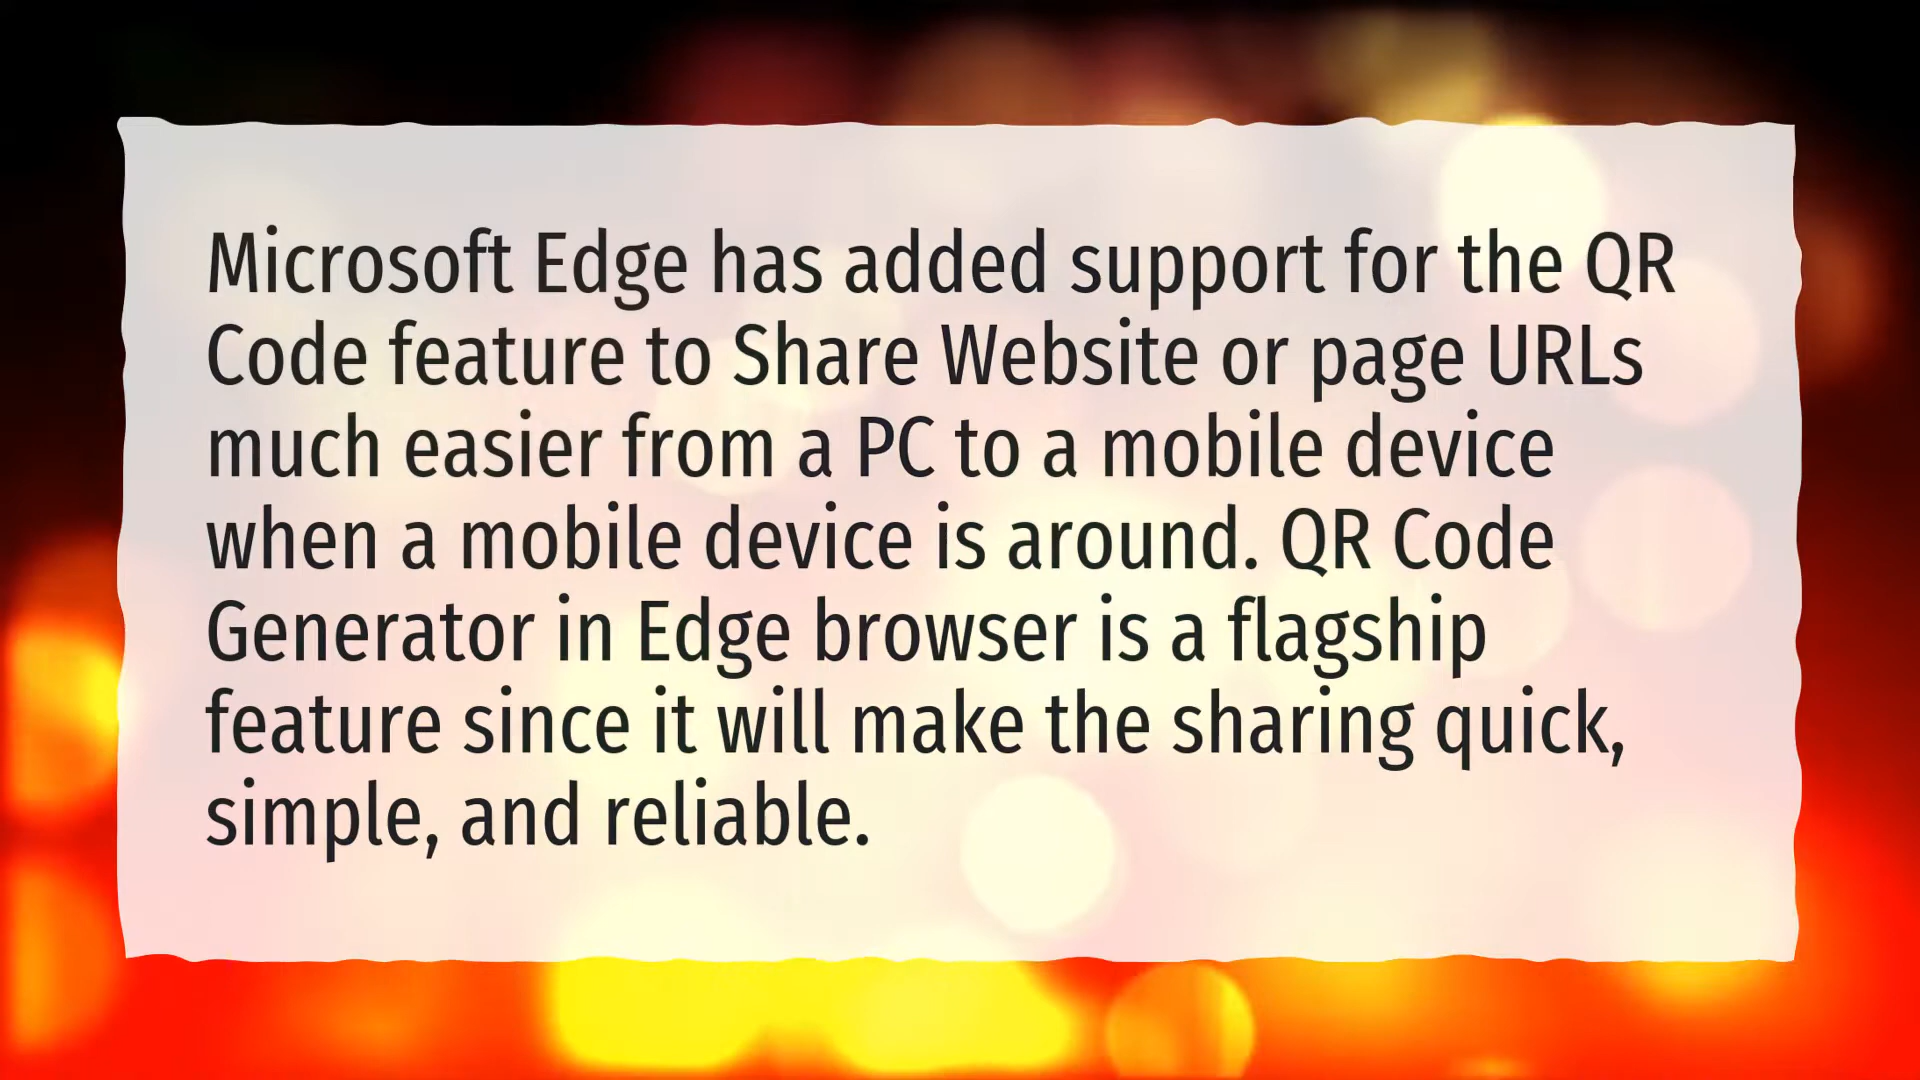 Microsoft Edge has added support for the QR
Code feature to Share Website or page URLs
much easier from a PC to a mobile device
when a mobile device is around. QR Code
Generator in Edge browser is a flagship
feature since it will make the sharing quick,
simple, and reliable.